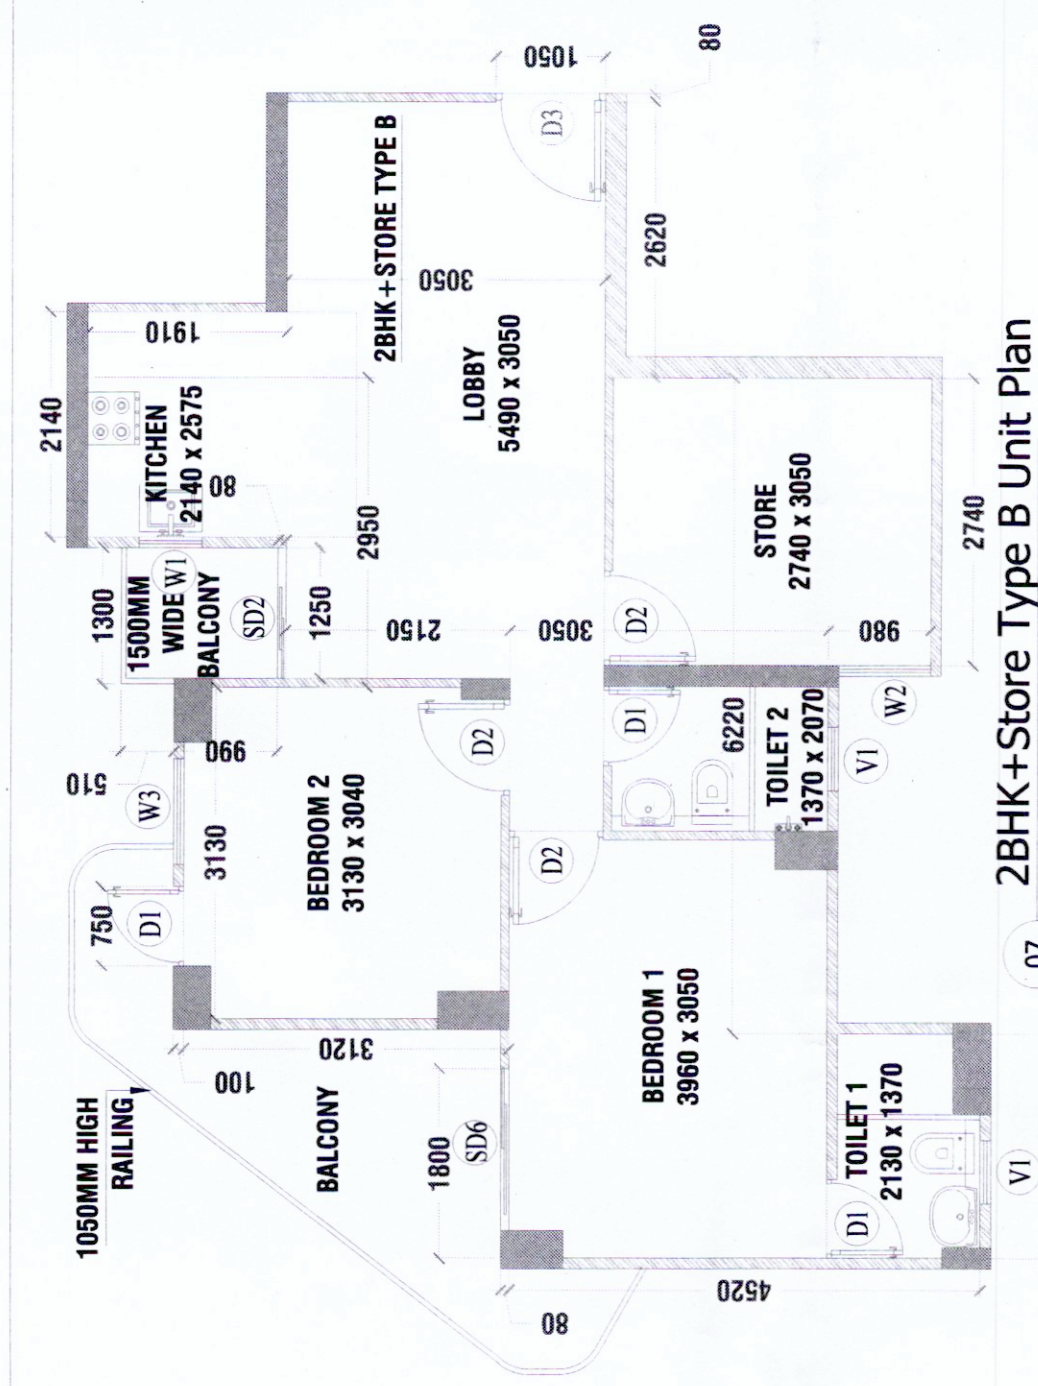 1050
80
D3
2BHK+STORE TYPE B
2620
3050
1910
2140
LOBBY
5490 x 3050
KITCHEN
2140 x 2575
80
2950
STORE
2740 x 3050
2740
W1
1500MM
WIDE
BALCONY
1300
SD2
1250
2150
3050
D2
980
990
510
D2
D1
6220
TOILET 2
1370 x 2070
W2
V1
W3
3130
BEDROOM 2
3130 x 3040
D2
750
D1
3120
100
BEDROOM 1
3960 x 3050
1050MM HIGH
RAILING
BALCONY
1800
SD6
TOILET 1
2130 x 1370
D1
V1
4520
80
2BHK+Store Type B Unit Plan
07